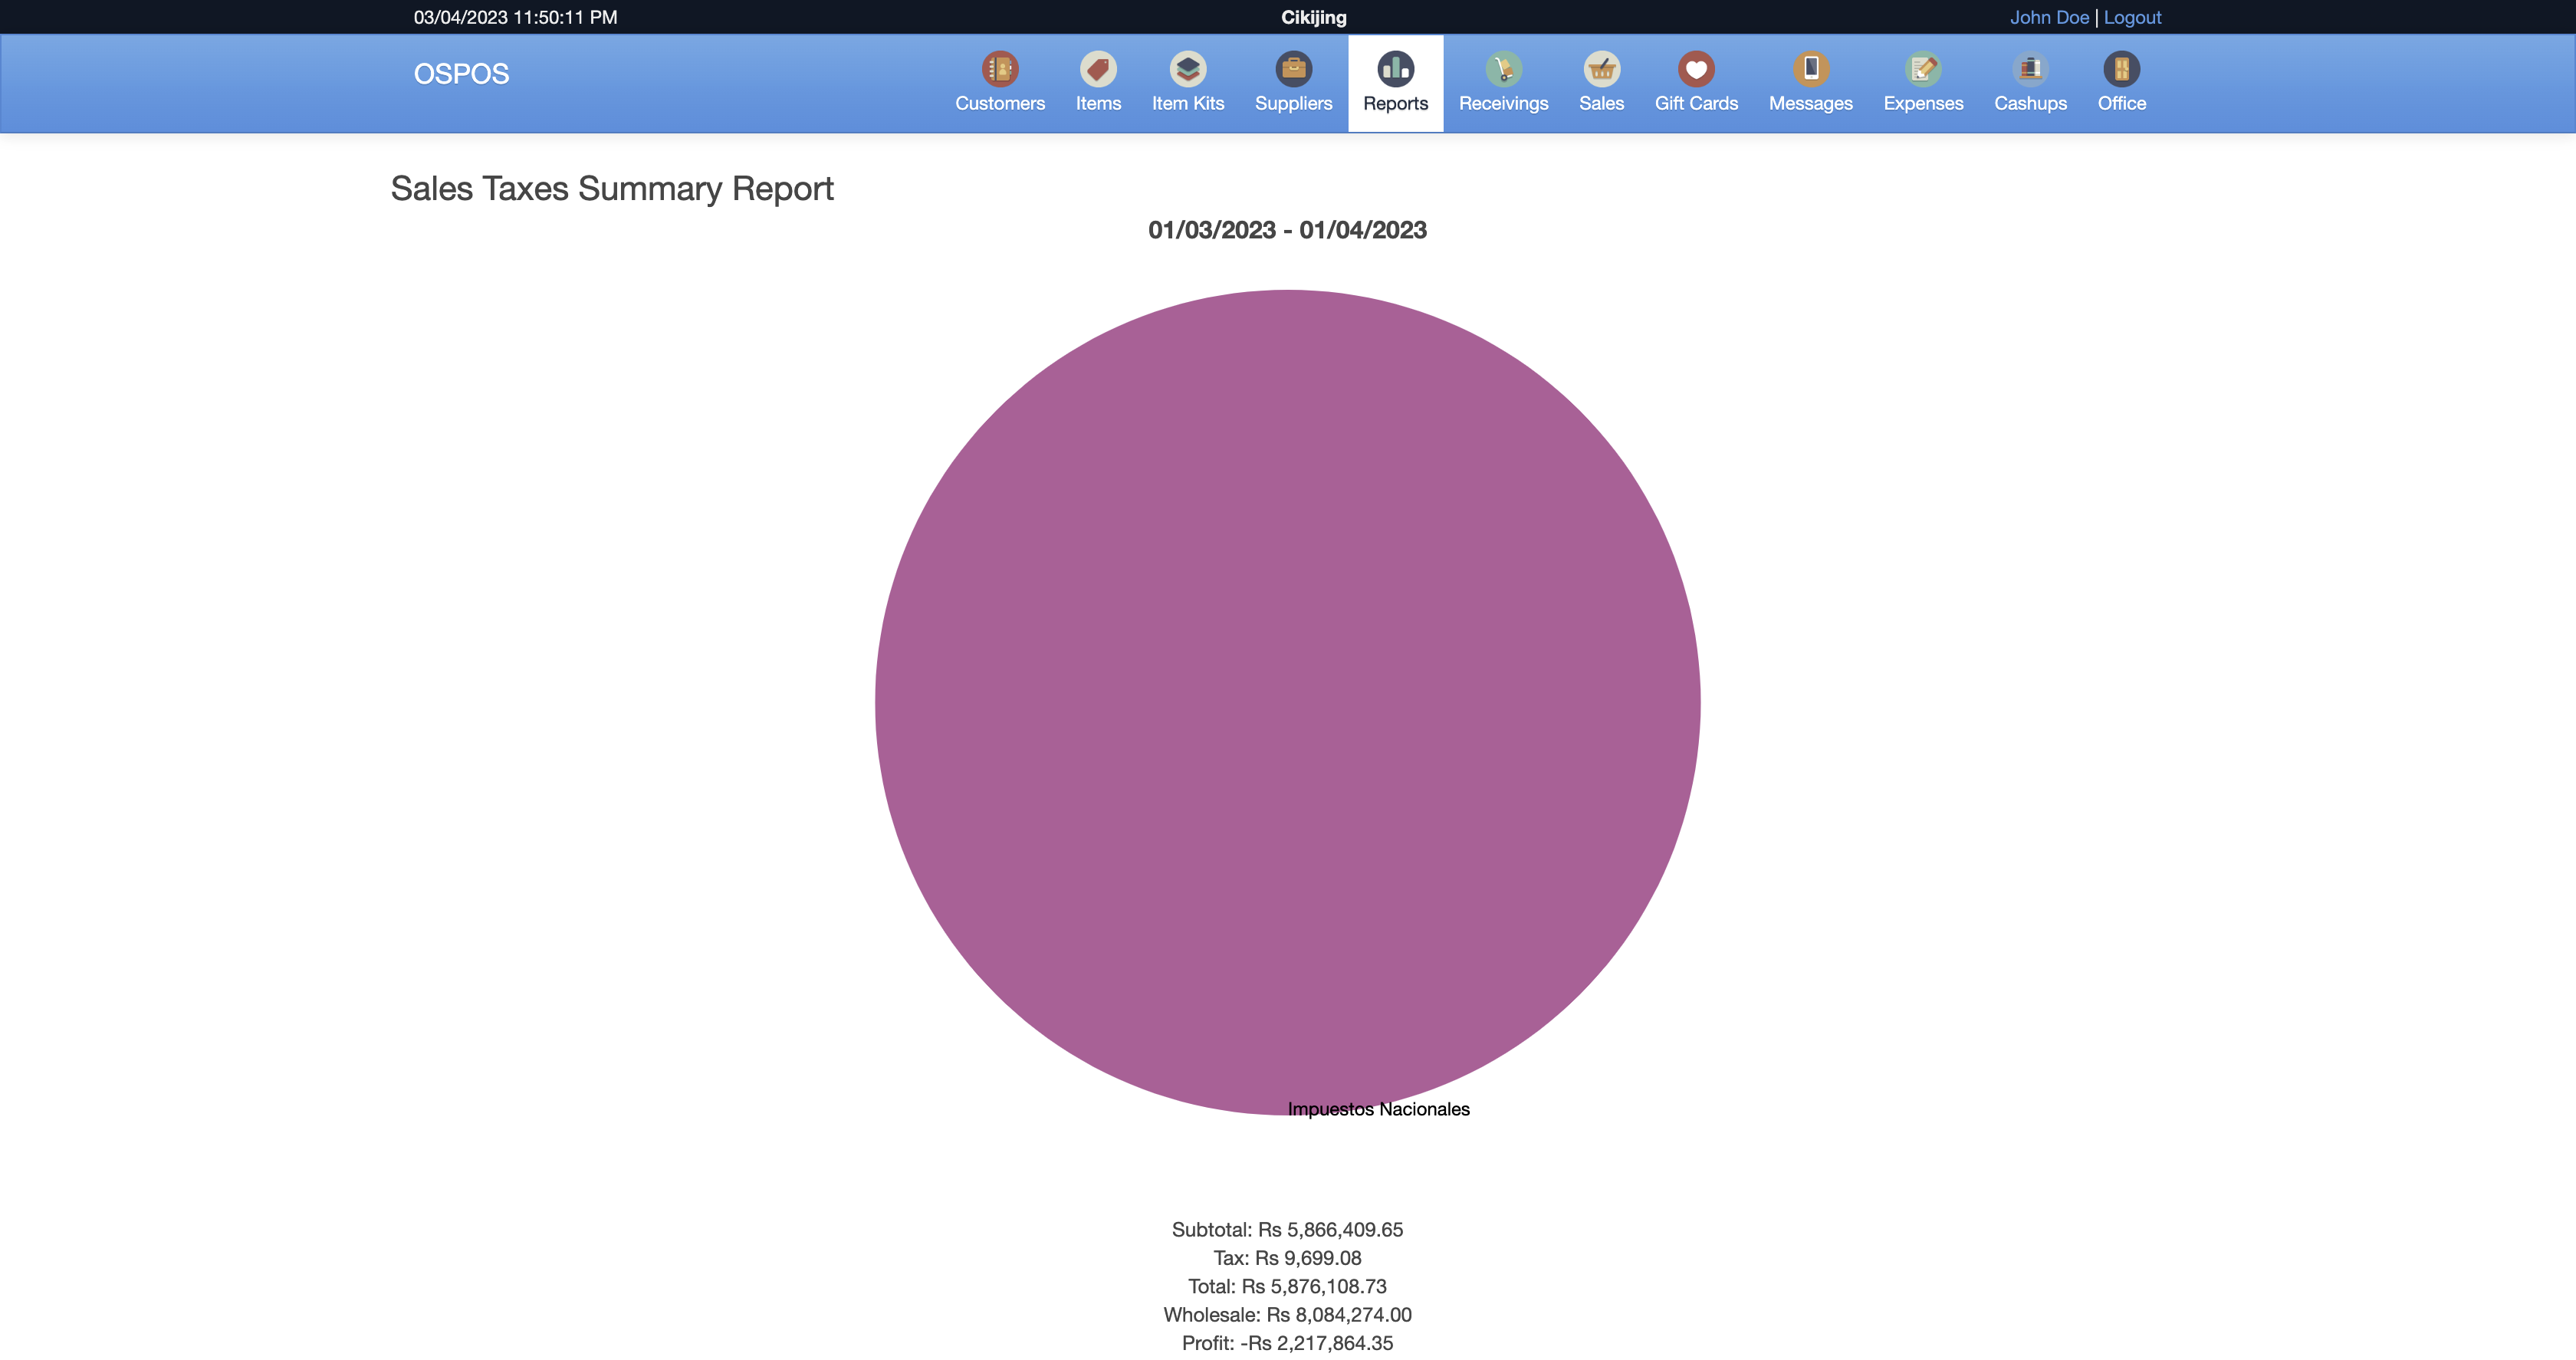 03/04/2023 11:50:11 PM
Cikijing
John Doe | Logout
OSPOS
Customers
Items
Item Kits
Suppliers
Reports
Receivings
Sales
Gift Cards
Messages
Expenses
Cashups
Office
Sales Taxes Summary Report
01/03/2023 - 01/04/2023
Impuestos Nacionales
Subtotal: Rs 5,866,409.65
Tax: Rs 9,699.08
Total: Rs 5,876,108.73
Wholesale: Rs 8,084,274.00
Profit: -Rs 2,217,864.35